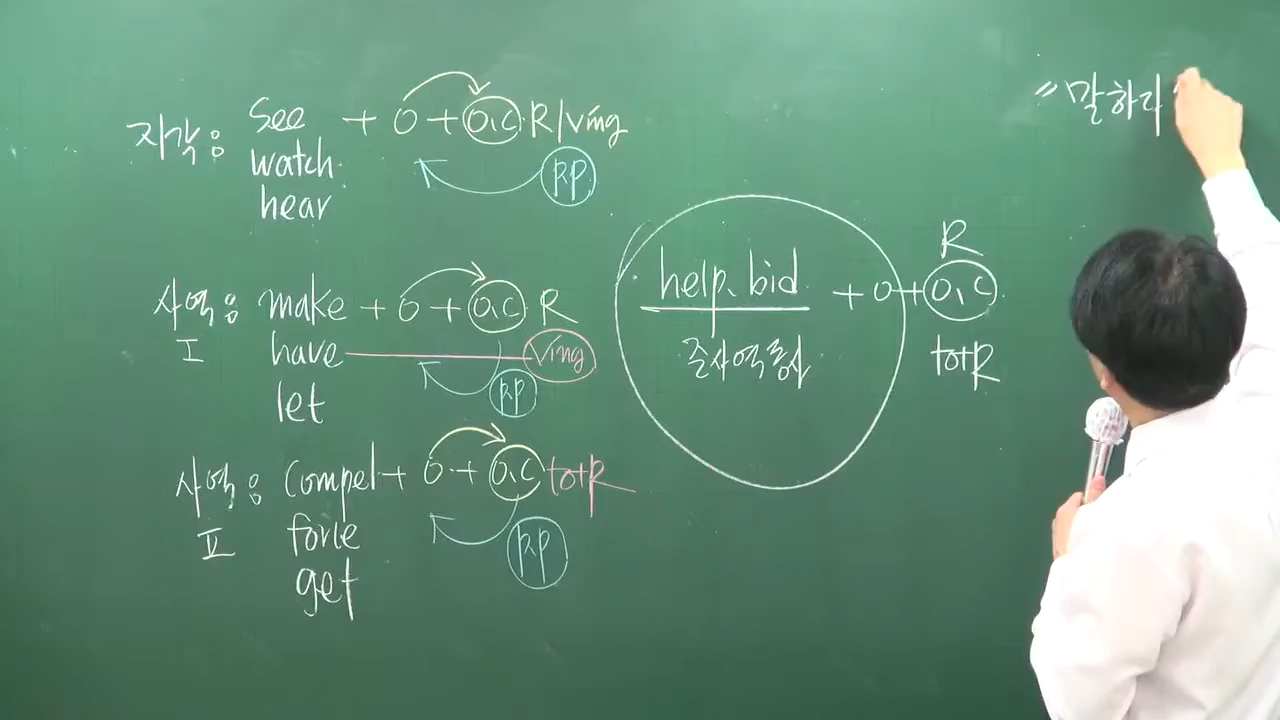 지각: See + O + O.C R/Ving
watch
hear
PP
사역: make + O + O.C R
I have Ving
let PP
사역: Compel + O + O.C to+R
II force PP
get
R
help. bid + O + O.C
준사역동사 to+R
"말하라"